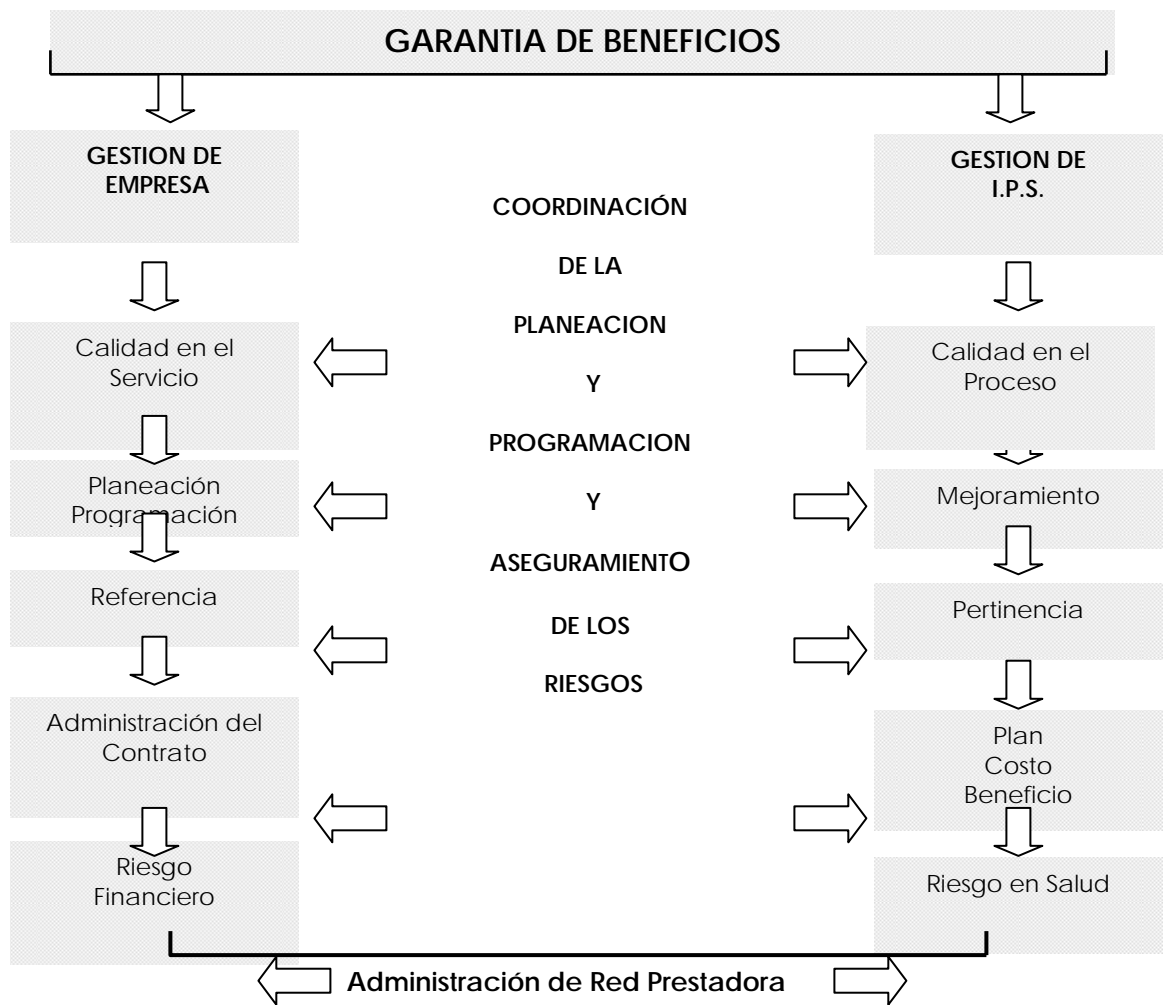 GARANTIA DE BENEFICIOS
GESTION DE
EMPRESA
Calidad en el
Servicio
Planeación
Programación
Referencia
Administración del
Contrato
Riesgo
Financiero
COORDINACIÓN
DE LA
PLANEACION
Y
PROGRAMACION
Y
ASEGURAMIENTO
DE LOS
RIESGOS
GESTION DE
I.P.S.
Calidad en el
Proceso
Mejoramiento
Pertinencia
Plan
Costo
Beneficio
Riesgo en Salud
Administración de Red Prestadora